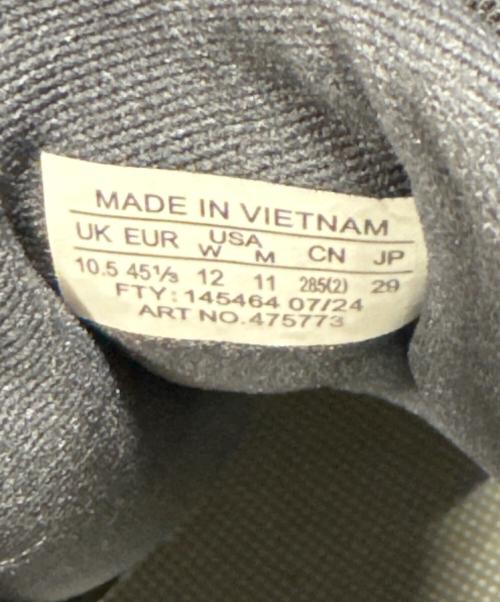 MADE IN VIETNAM
UK EUR USA CN JP
W M
10.5 45⅓ 12 11 285(2) 29
FTY: 145464 07/24
ART NO.475773